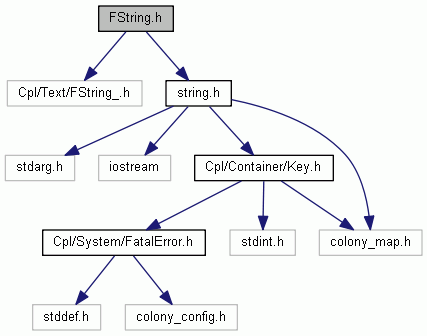 FString.h
Cpl/Text/FString_.h
string.h
stdarg.h
iostream
Cpl/Container/Key.h
Cpl/System/FatalError.h
stdint.h
colony_map.h
stddef.h
colony_config.h